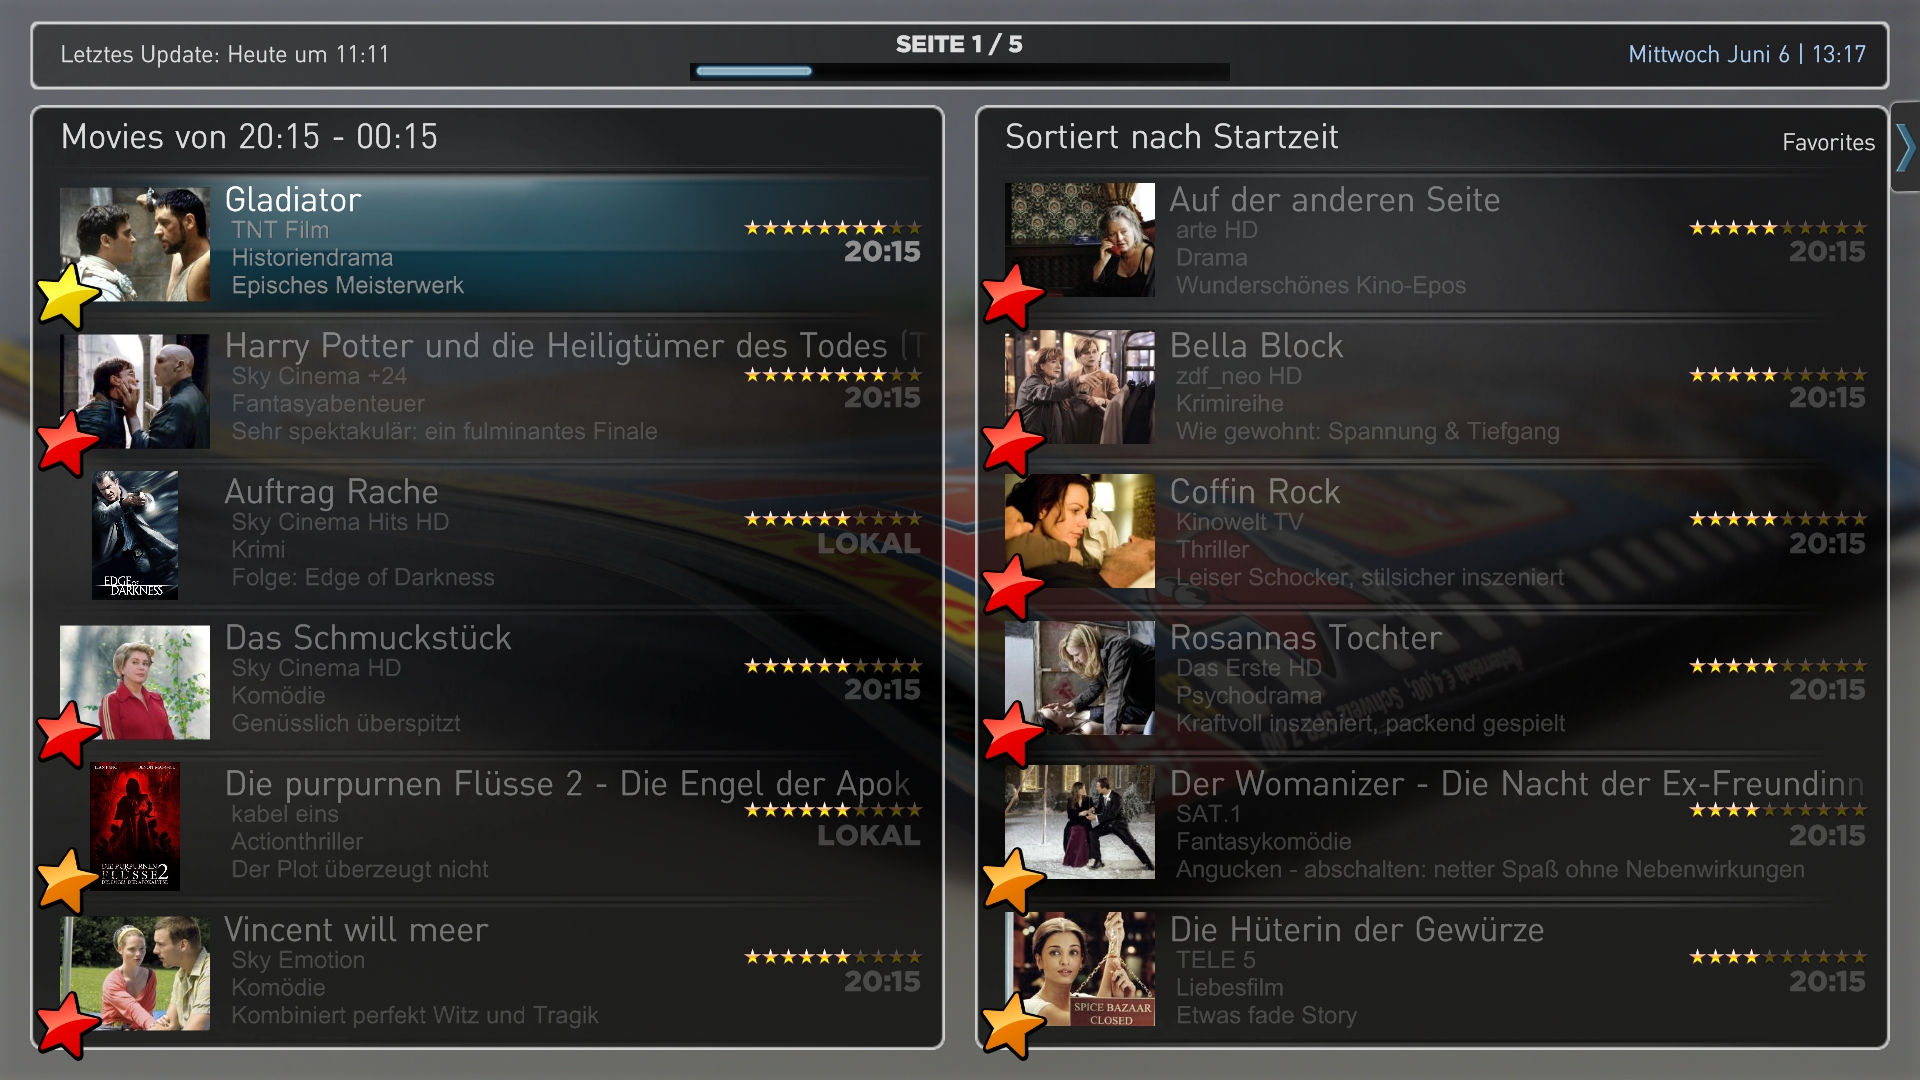 Letztes Update: Heute um 11:11
SEITE 1 / 5
Mittwoch Juni 6 | 13:17
Movies von 20:15 - 00:15
Gladiator
TNT Film
20:15
Historiendrama
Episches Meisterwerk
Harry Potter und die Heiligtümer des Todes (T
Sky Cinema +24
20:15
Fantasyabenteuer
Sehr spektakulär: ein fulminantes Finale
EDGE OF
DARKNESS
Auftrag Rache
Sky Cinema Hits HD
LOKAL
Krimi
Folge: Edge of Darkness
Das Schmuckstück
Sky Cinema HD
20:15
Komödie
Genüsslich überspitzt
DIE PURPURNEN
FLÜSSE 2
Die purpurnen Flüsse 2 - Die Engel der Apok
kabel eins
LOKAL
Actionthriller
Der Plot überzeugt nicht
Vincent will meer
Sky Emotion
20:15
Komödie
Kombiniert perfekt Witz und Tragik
Sortiert nach Startzeit
Favorites
Auf der anderen Seite
arte HD
20:15
Drama
Wunderschönes Kino-Epos
Bella Block
zdf_neo HD
20:15
Krimireihe
Wie gewohnt: Spannung & Tiefgang
Coffin Rock
Kinowelt TV
20:15
Thriller
Leiser Schocker, stilsicher inszeniert
Rosannas Tochter
Das Erste HD
20:15
Psychodrama
Kraftvoll inszeniert, packend gespielt
Der Womanizer - Die Nacht der Ex-Freundinn
SAT.1
20:15
Fantasykomödie
Angucken - abschalten: netter Spaß ohne Nebenwirkungen
SPICE BAZAAR
CLOSED
Die Hüterin der Gewürze
TELE 5
20:15
Liebesfilm
Etwas fade Story